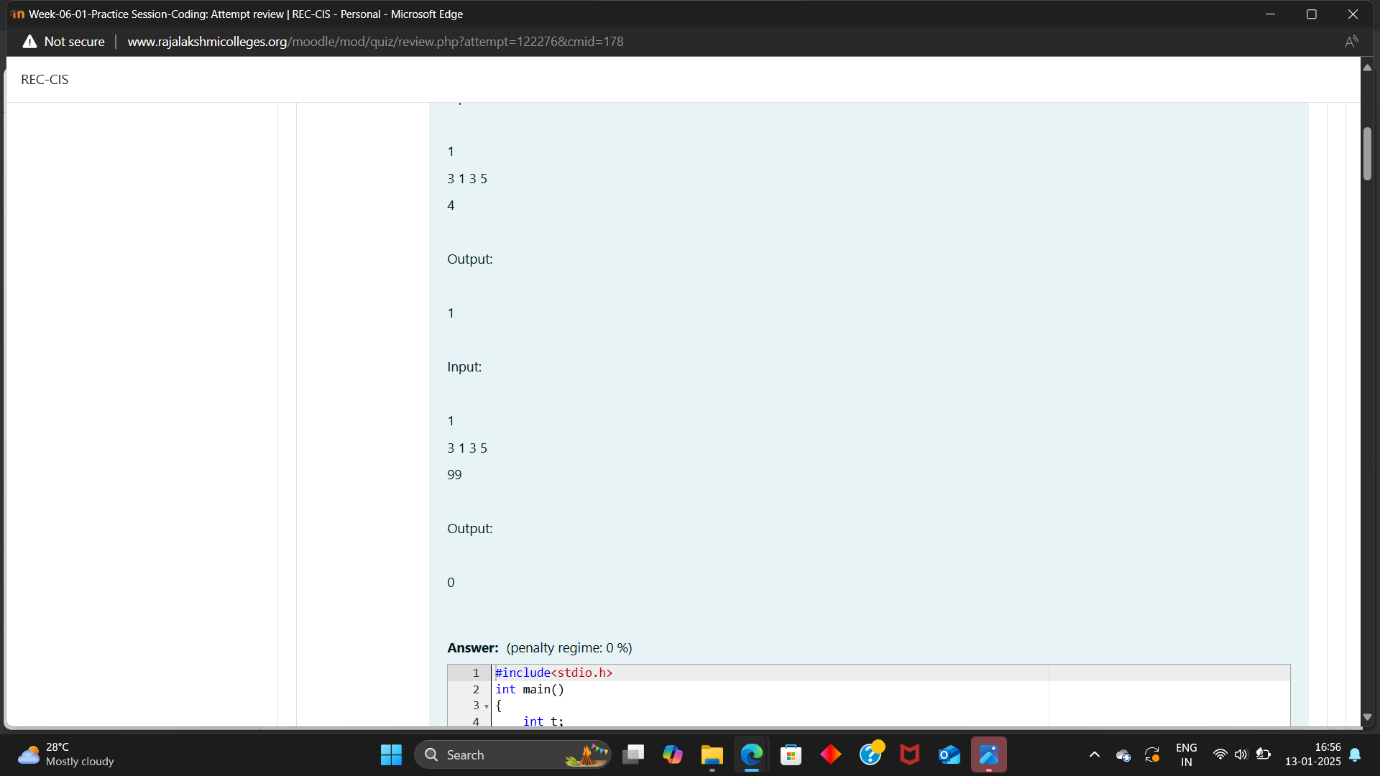 Week-06-01-Practice Session-Coding: Attempt review | REC-CIS - Personal - Microsoft Edge
Not secure | www.rajalakshmicolleges.org/moodle/mod/quiz/review.php?attempt=122276&cmid=178
REC-CIS
1
3 1 3 5
4
Output:
1
Input:
1
3 1 3 5
99
Output:
0
Answer: (penalty regime: 0 %)
1 #include<stdio.h>
2 int main()
3 {
4 int t;
28°C
Mostly cloudy
Search
ENG
IN
16:56
13-01-2025